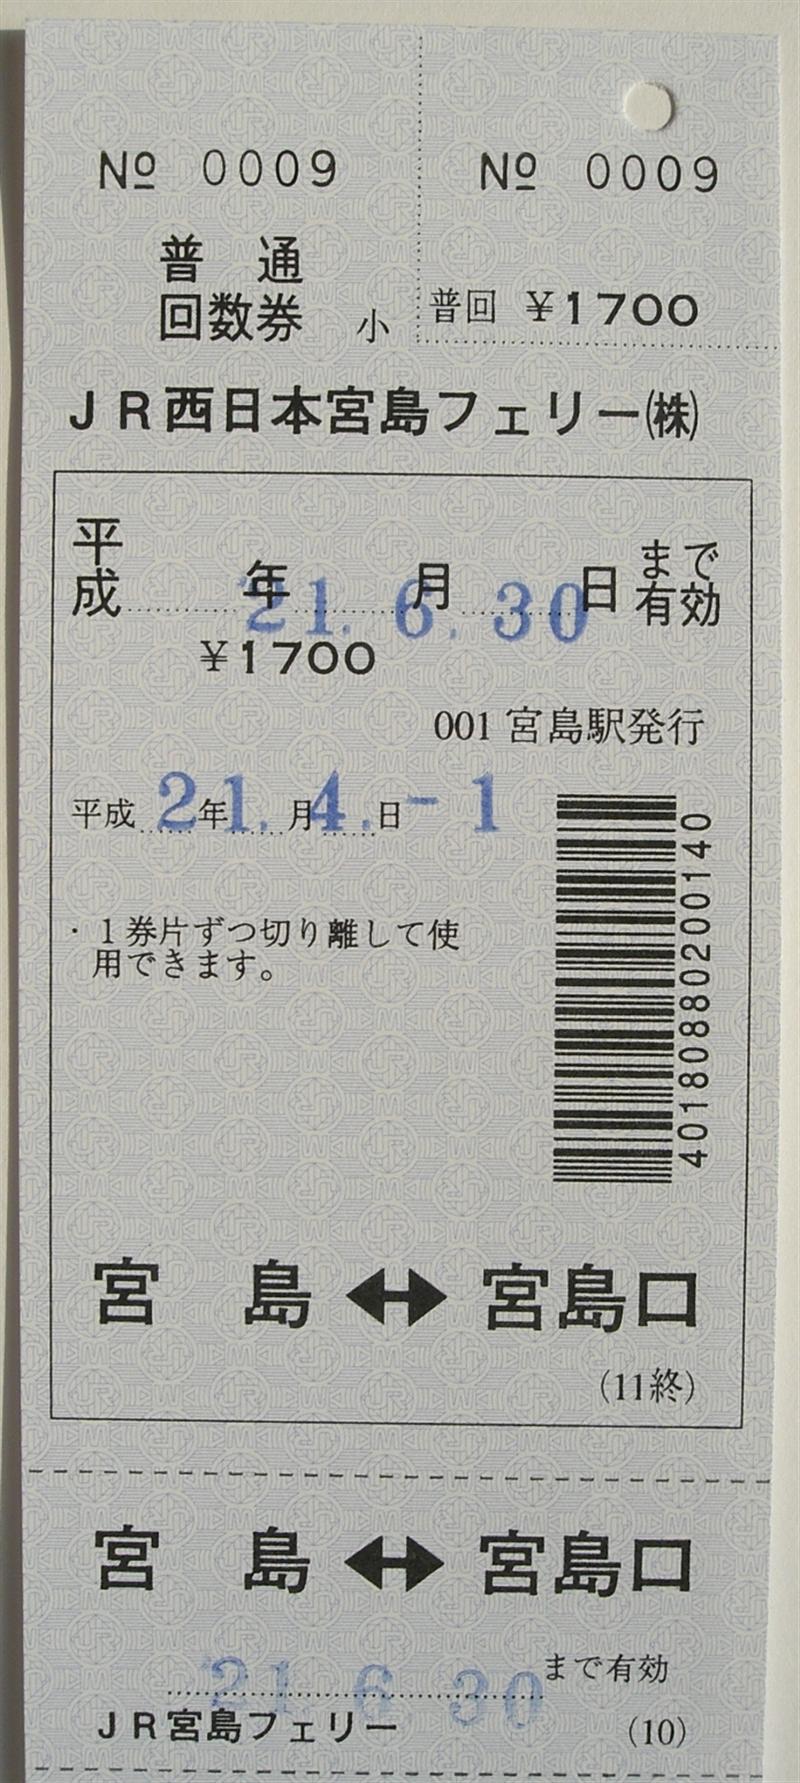 Nº 0009
Nº 0009
普通
回数券 小
普回 ¥1700
JR西日本宮島フェリー㈱
平成 年 月 日 まで有効
21. 6. 30
¥1700
001 宮島駅発行
平成 年 月 日
21. 4. -1
・1券片ずつ切り離して使
用できます。
4018088020014​0
宮島↔宮島口
(11終)
宮島↔宮島口
21 6 30 まで有効
JR宮島フェリー (10)